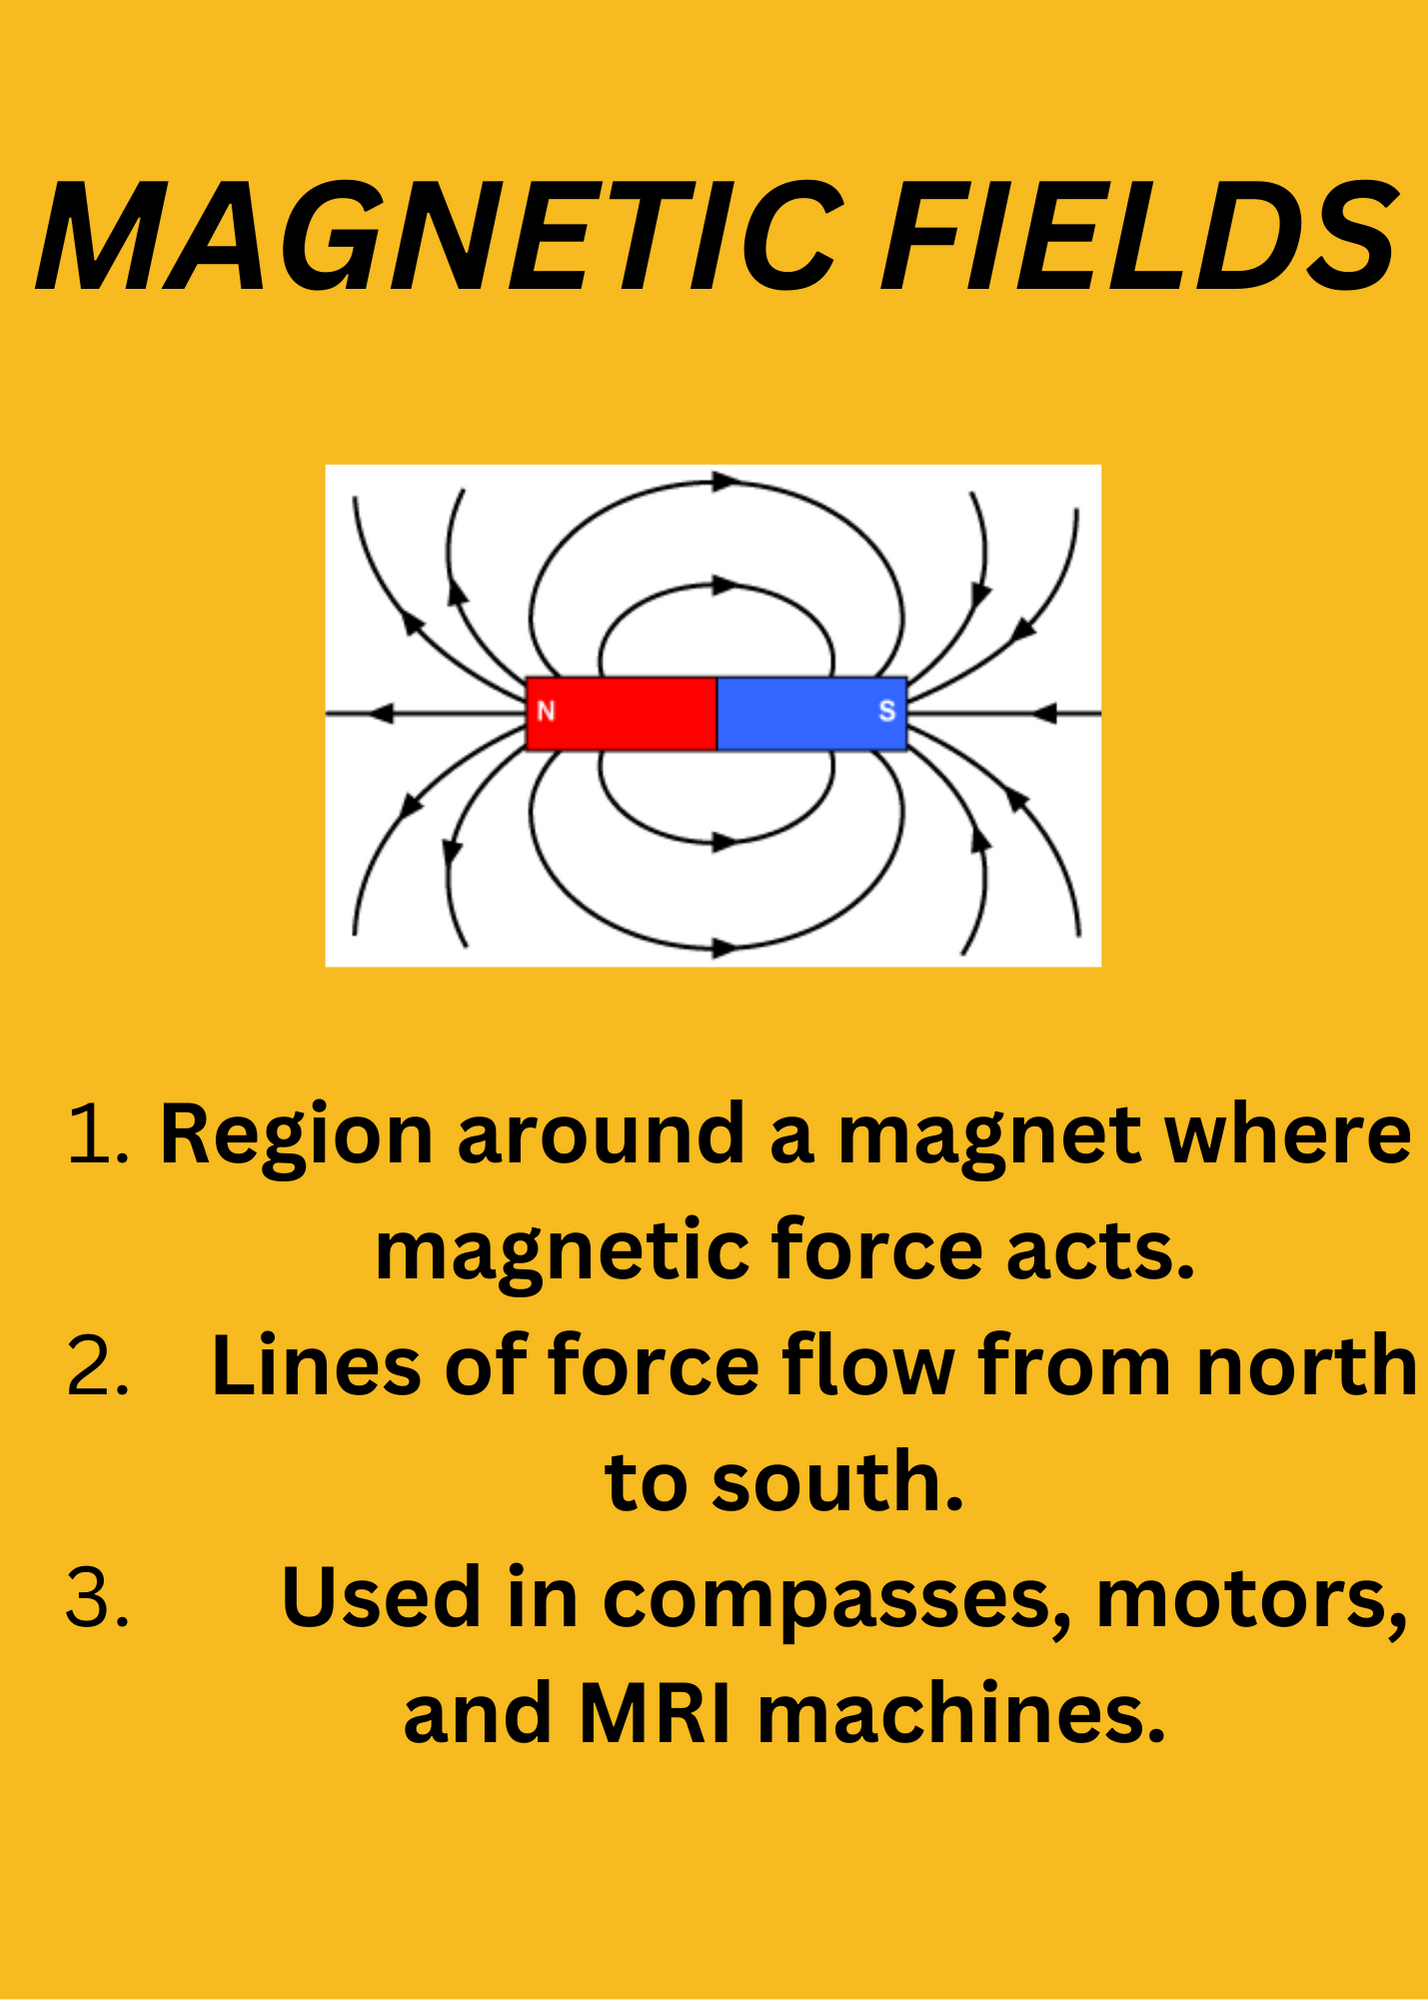 MAGNETIC FIELDS
N
S
1. Region around a magnet where
magnetic force acts.
2. Lines of force flow from north
to south.
3. Used in compasses, motors,
and MRI machines.